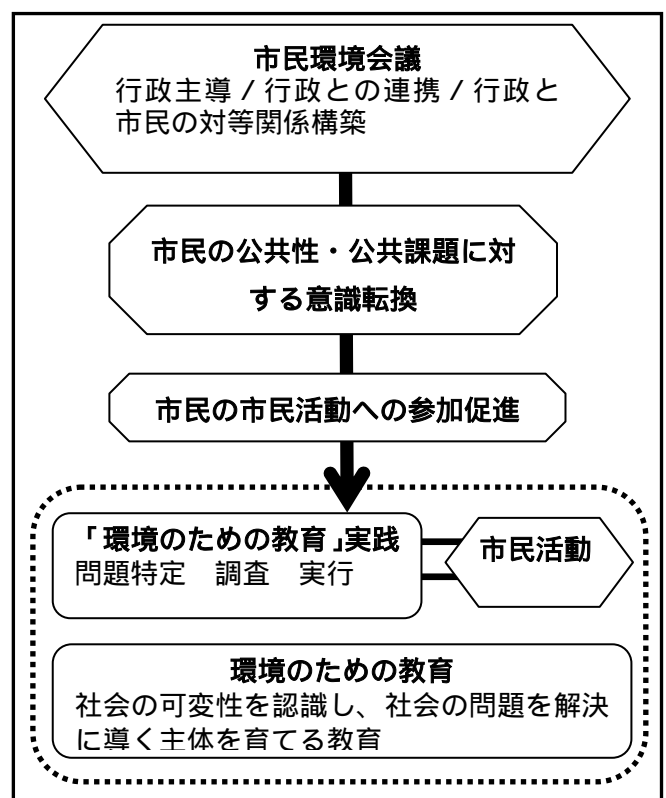 市民環境会議
行政主導 / 行政との連携 / 行政と
市民の対等関係構築
市民の公共性・公共課題に対
する意識転換
市民の市民活動への参加促進
「環境のための教育」実践
問題特定　調査　実行
市民活動
環境のための教育
社会の可変性を認識し、社会の問題を解決
に導く主体を育てる教育